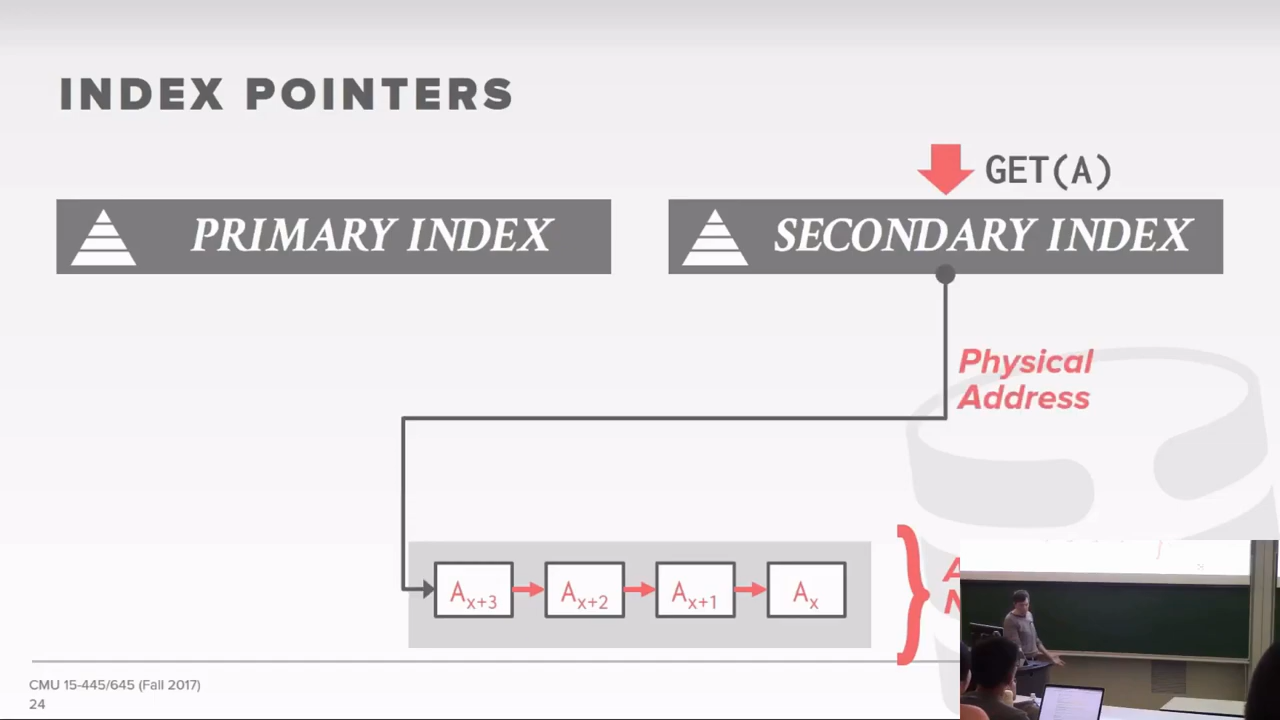 INDEX POINTERS
GET(A)
PRIMARY INDEX
SECONDARY INDEX
Physical
Address
Ax+3
Ax+2
Ax+1
Ax
CMU 15-445/645 (Fall 2017)
24